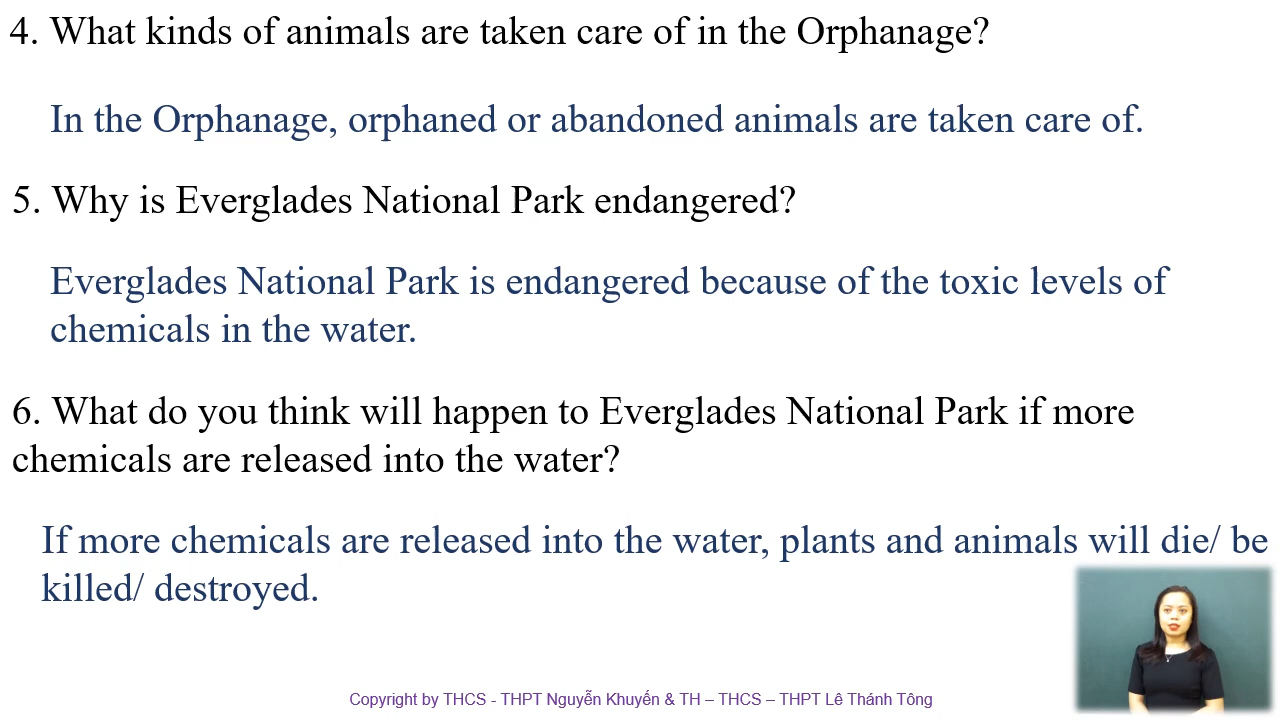 4. What kinds of animals are taken care of in the Orphanage?
In the Orphanage, orphaned or abandoned animals are taken care of.
5. Why is Everglades National Park endangered?
Everglades National Park is endangered because of the toxic levels of
chemicals in the water.
6. What do you think will happen to Everglades National Park if more
chemicals are released into the water?
If more chemicals are released into the water, plants and animals will die/ be
killed/ destroyed.
Copyright by THCS - THPT Nguyễn Khuyến & TH – THCS – THPT Lê Thánh Tông